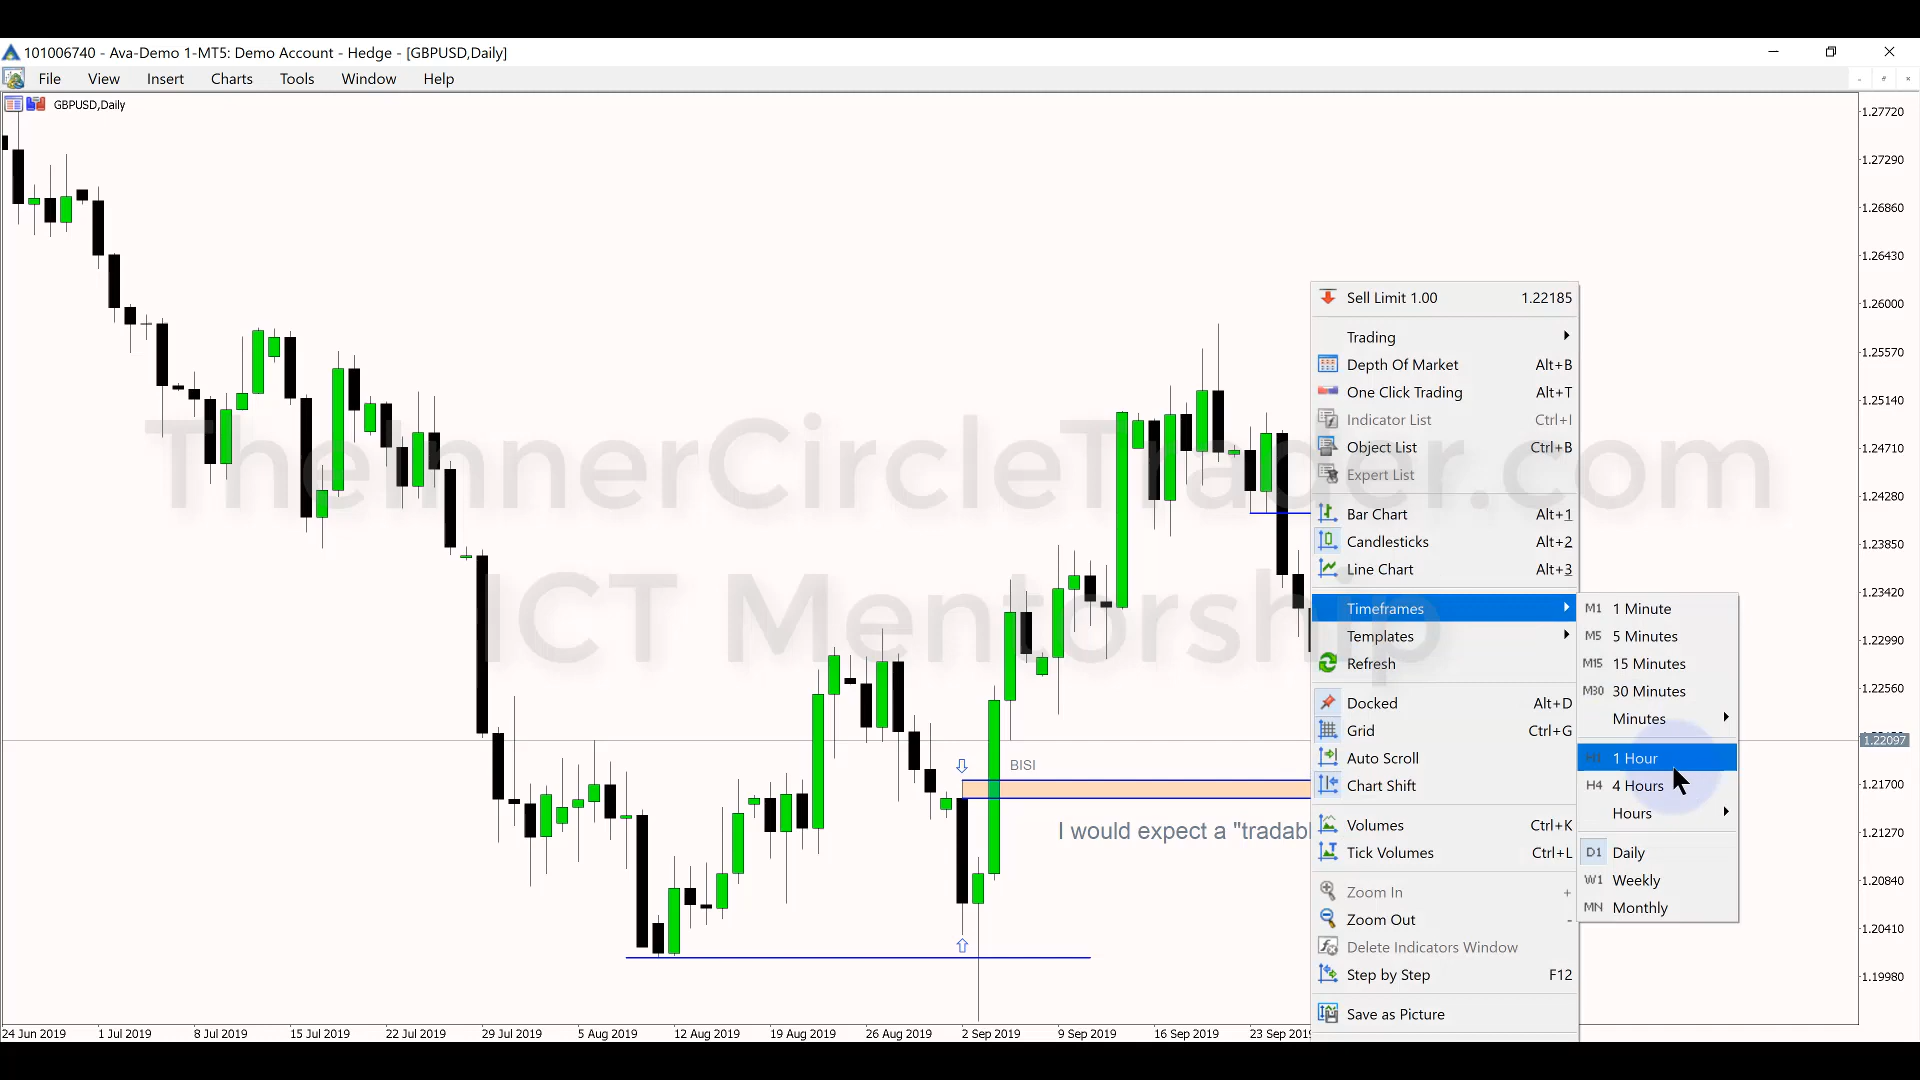 101006740 - Ava-Demo 1-MT5: Demo Account - Hedge - [GBPUSD,Daily]
File View Insert Charts Tools Window Help
GBPUSD,Daily
1.27720
1.27290
1.26860
1.26430
1.26000
1.25570
1.25140
1.24710
1.24280
1.23850
1.23420
1.22990
1.22560
1.22097
1.21700
1.21270
1.20840
1.20410
1.19980
TheInnerCircleTrader.com
ICT Mentorship
BISI
I would expect a "tradabl
Sell Limit 1.00 1.22185
Trading
Depth Of Market Alt+B
One Click Trading Alt+T
Indicator List Ctrl+I
Object List Ctrl+B
Expert List
Bar Chart Alt+1
Candlesticks Alt+2
Line Chart Alt+3
Timeframes
Templates
Refresh
Docked Alt+D
Grid Ctrl+G
Auto Scroll
Chart Shift
Volumes Ctrl+K
Tick Volumes Ctrl+L
Zoom In +
Zoom Out -
Delete Indicators Window
Step by Step F12
Save as Picture
M1 1 Minute
M5 5 Minutes
M15 15 Minutes
M30 30 Minutes
Minutes
H1 1 Hour
H4 4 Hours
Hours
D1 Daily
W1 Weekly
MN Monthly
24 Jun 2019 1 Jul 2019 8 Jul 2019 15 Jul 2019 22 Jul 2019 29 Jul 2019 5 Aug 2019 12 Aug 2019 19 Aug 2019 26 Aug 2019 2 Sep 2019 9 Sep 2019 16 Sep 2019 23 Sep 2019